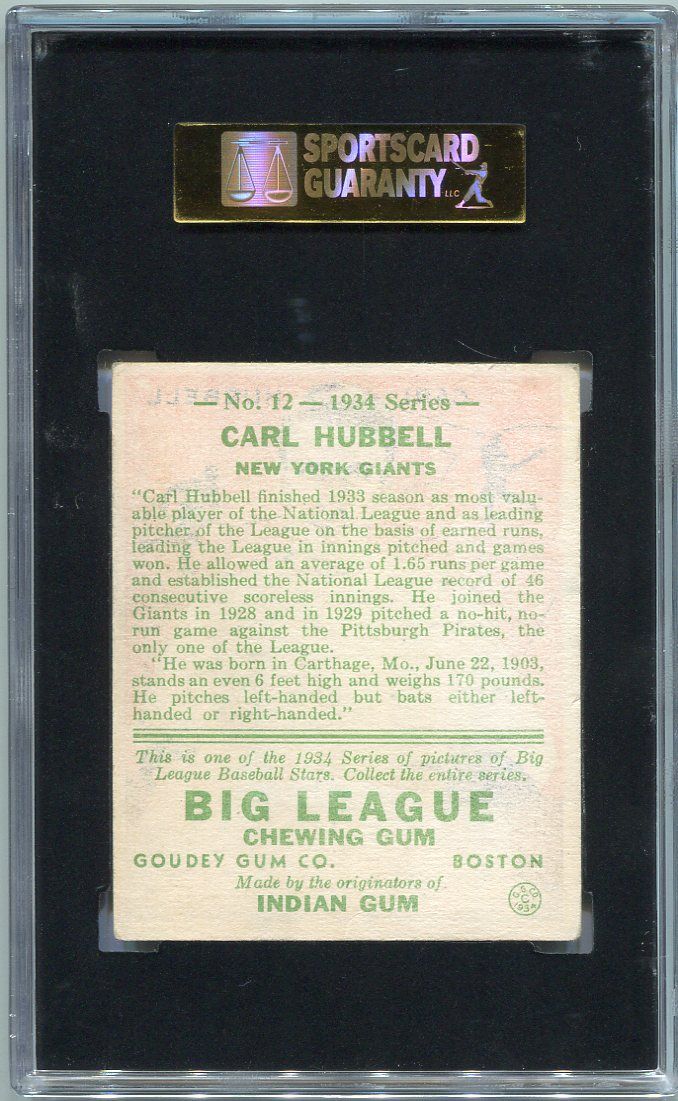 SPORTSCARD
GUARANTY LLC
— No. 12 — 1934 Series —
CARL HUBBELL
NEW YORK GIANTS
"Carl Hubbell finished 1933 season as most valu-
able player of the National League and as leading
pitcher of the League on the basis of earned runs,
leading the League in innings pitched and games
won. He allowed an average of 1.65 runs per game
and established the National League record of 46
consecutive scoreless innings. He joined the
Giants in 1928 and in 1929 pitched a no-hit, no-
run game against the Pittsburgh Pirates, the
only one of the League.
"He was born in Carthage, Mo., June 22, 1903,
stands an even 6 feet high and weighs 170 pounds.
He pitches left-handed but bats either left-
handed or right-handed."
This is one of the 1934 Series of pictures of Big
League Baseball Stars. Collect the entire series.
BIG LEAGUE
CHEWING GUM
GOUDEY GUM CO. BOSTON
Made by the originators of
INDIAN GUM
G.G.CO.
C
1934